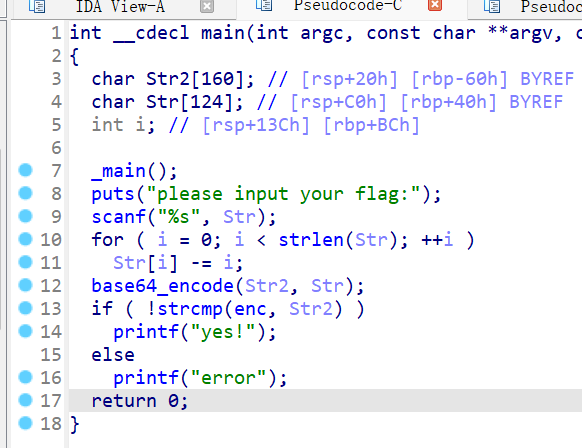 IDA View-A Pseudocode-C Pseudoco
1 int __cdecl main(int argc, const char **argv, c
2 {
3   char Str2[160]; // [rsp+20h] [rbp-60h] BYREF
4   char Str[124]; // [rsp+C0h] [rbp+40h] BYREF
5   int i; // [rsp+13Ch] [rbp+BCh]
6
7   _main();
8   puts("please input your flag:");
9   scanf("%s", Str);
10   for ( i = 0; i < strlen(Str); ++i )
11     Str[i] -= i;
12   base64_encode(Str2, Str);
13   if ( !strcmp(enc, Str2) )
14     printf("yes!");
15   else
16     printf("error");
17   return 0;
18 }